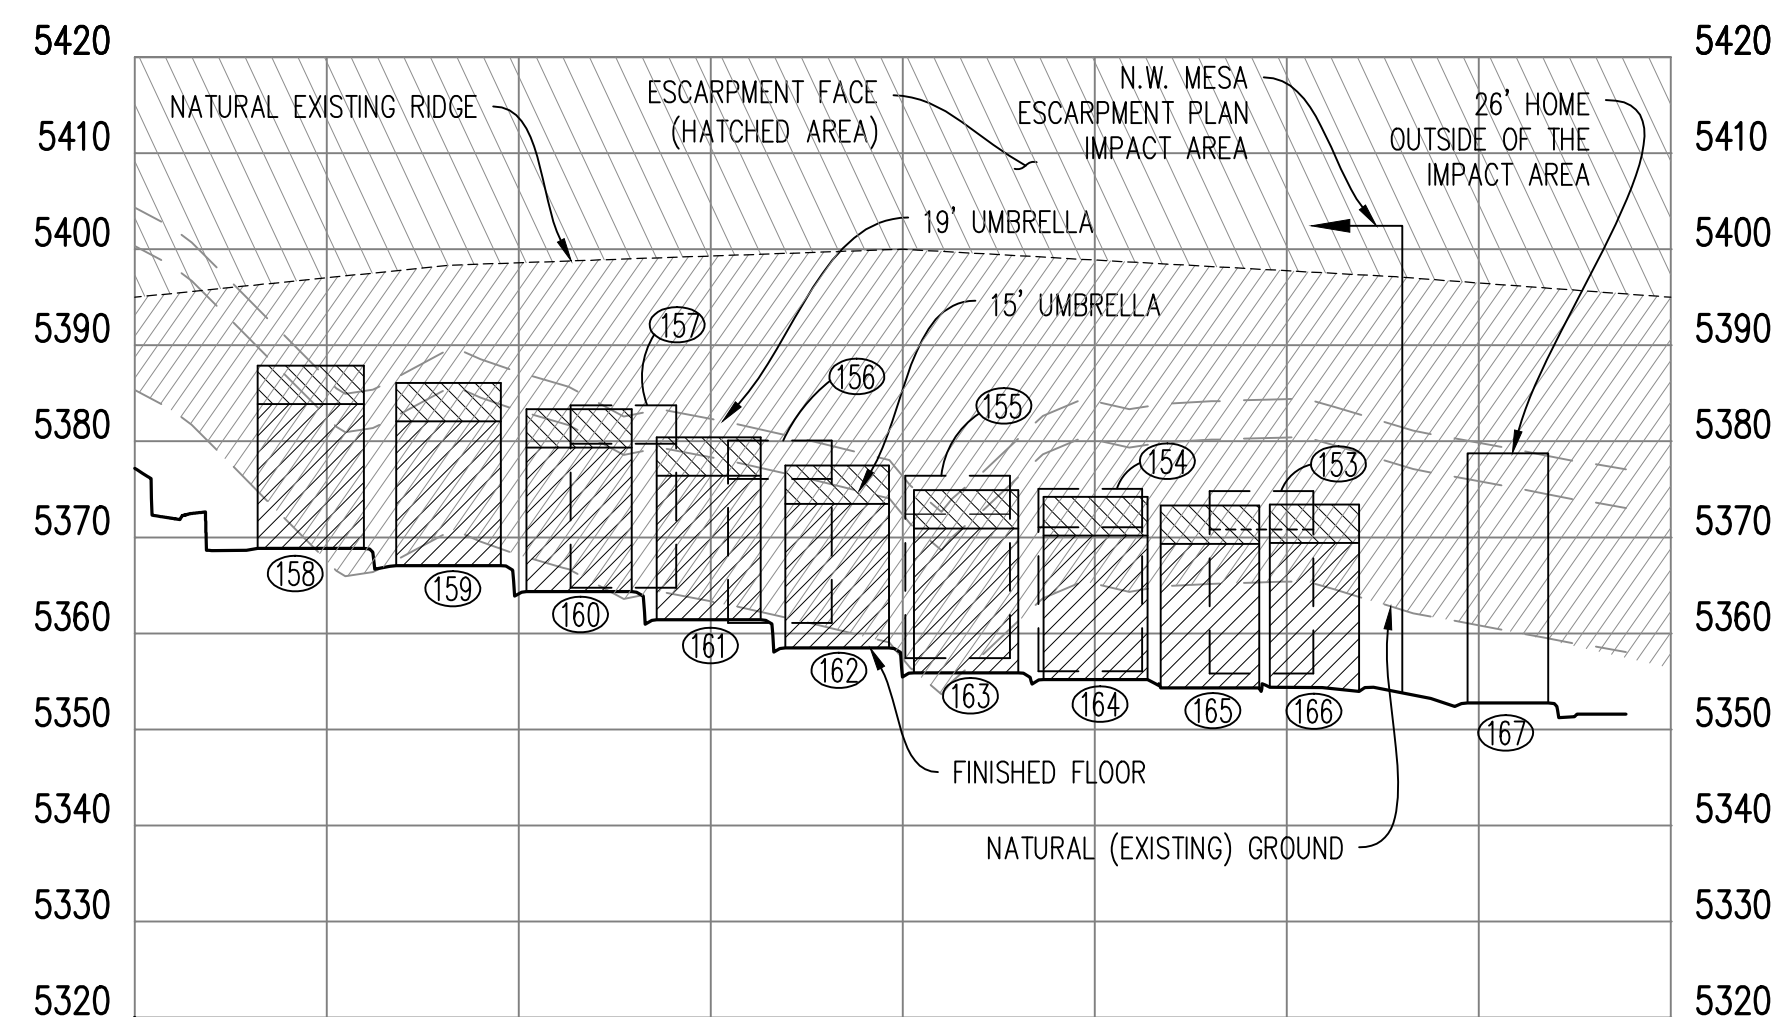 5420
5420
N.W. MESA
ESCARPMENT PLAN
IMPACT AREA
ESCARPMENT FACE
(HATCHED AREA)
NATURAL EXISTING RIDGE
26' HOME
OUTSIDE OF THE
IMPACT AREA
5410
5410
19' UMBRELLA
5400
5400
15' UMBRELLA
5390
5390
157
156
155
5380
5380
154
153
5370
5370
158
159
160
5360
5360
161
162
163
164
165
166
5350
5350
167
FINISHED FLOOR
5340
5340
NATURAL (EXISTING) GROUND
5330
5330
5320
5320